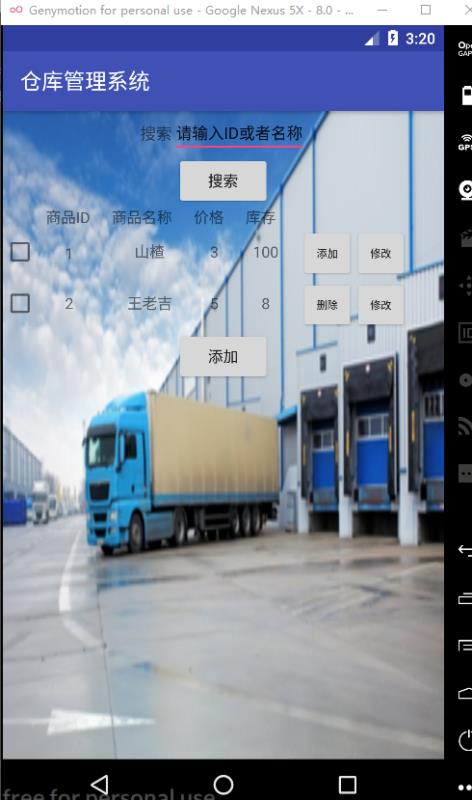 Genymotion for personal use - Google Nexus 5X - 8.0 - ...
3:20
仓库管理系统
搜索 请输入ID或者名称
搜索
商品ID 商品名称 价格 库存
1 山楂 3 100 添加 修改
2 王老吉 5 8 删除 修改
添加
free for personal use